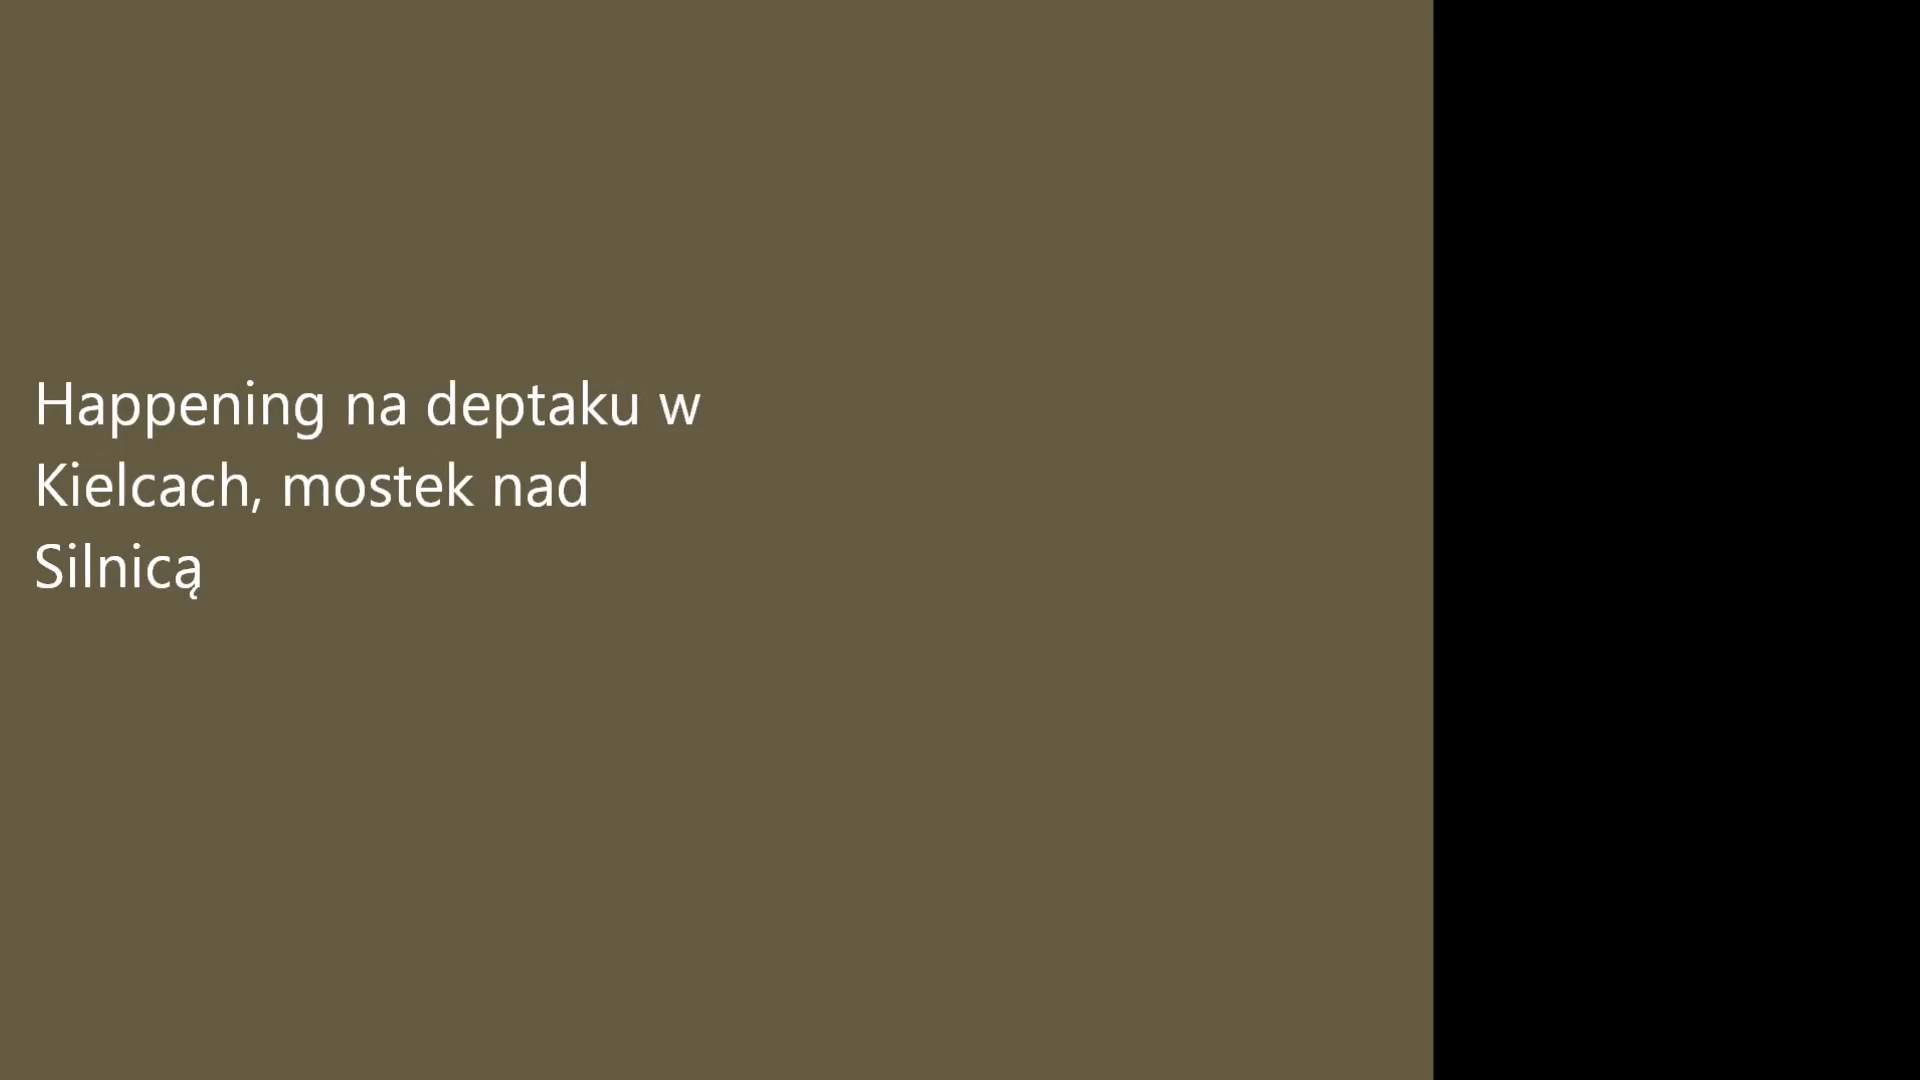 Happening na deptaku w
Kielcach, mostek nad
Silnicą